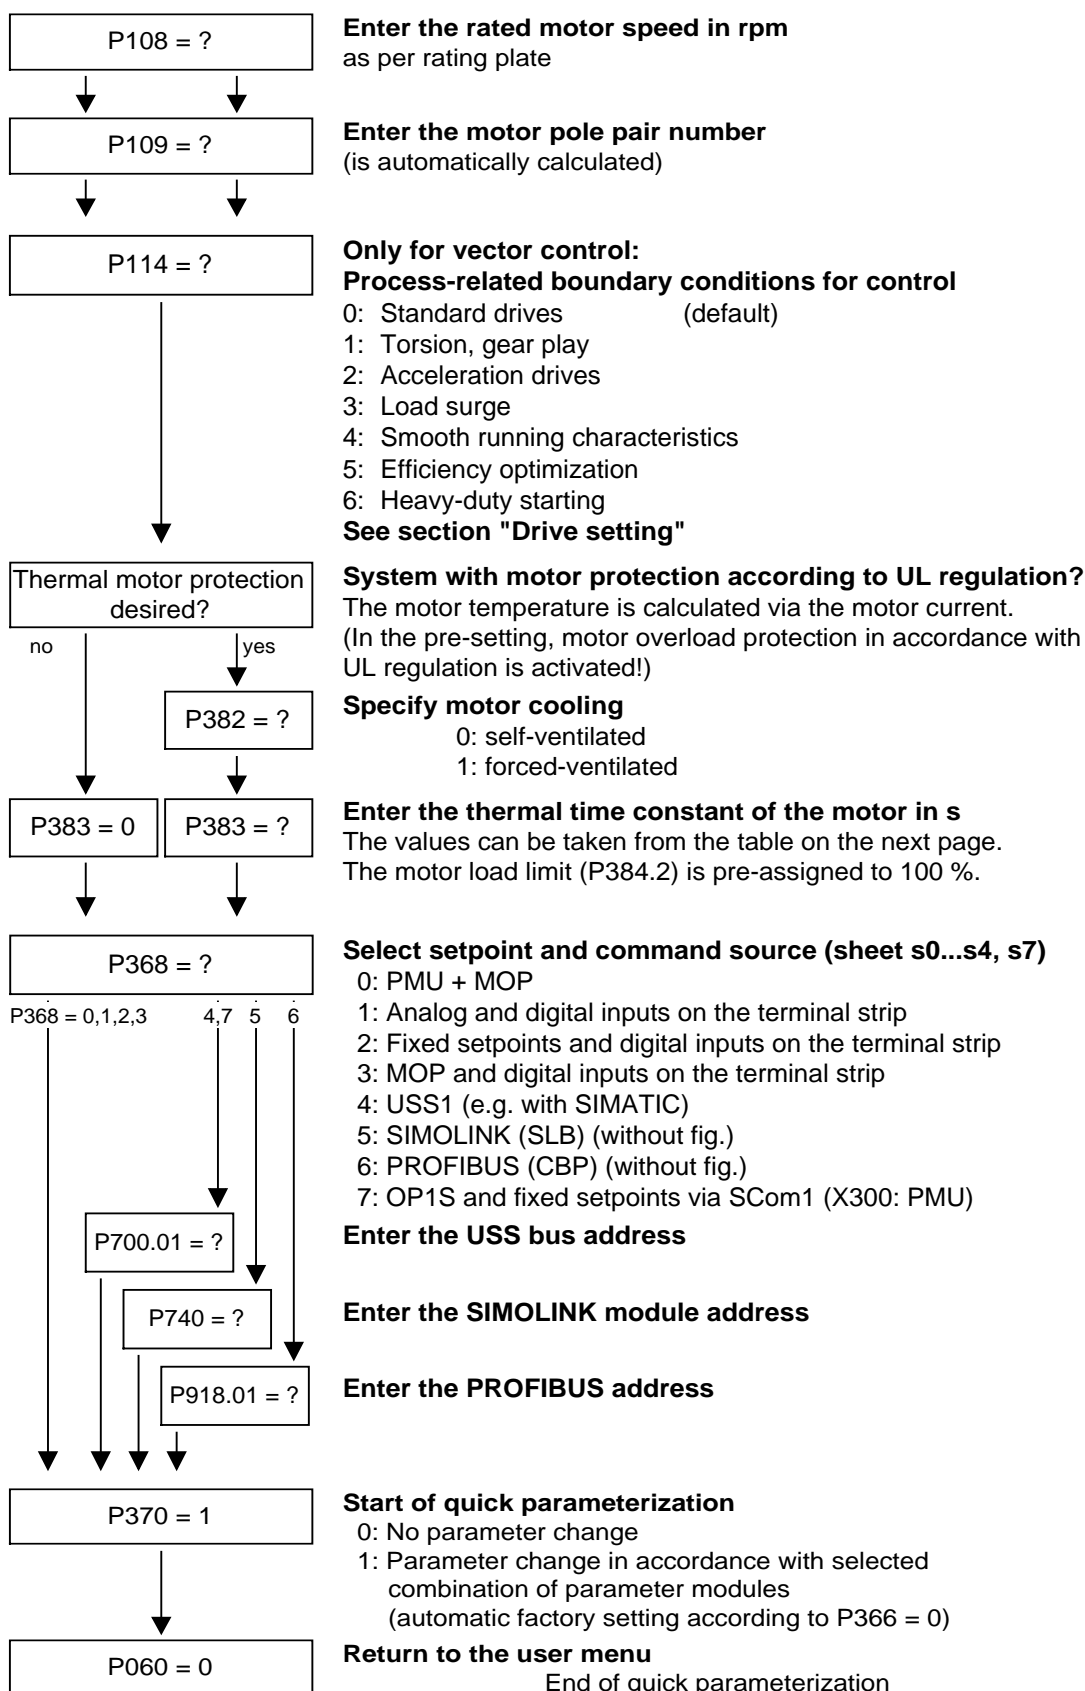 P108 = ?
Enter the rated motor speed in rpm
as per rating plate
P109 = ?
Enter the motor pole pair number
(is automatically calculated)
P114 = ?
Only for vector control:
Process-related boundary conditions for control
0: Standard drives (default)
1: Torsion, gear play
2: Acceleration drives
3: Load surge
4: Smooth running characteristics
5: Efficiency optimization
6: Heavy-duty starting
See section "Drive setting"
Thermal motor protection
desired?
no yes
System with motor protection according to UL regulation?
The motor temperature is calculated via the motor current.
(In the pre-setting, motor overload protection in accordance with
UL regulation is activated!)
P382 = ?
Specify motor cooling
0: self-ventilated
1: forced-ventilated
P383 = 0 P383 = ?
Enter the thermal time constant of the motor in s
The values can be taken from the table on the next page.
The motor load limit (P384.2) is pre-assigned to 100 %.
P368 = ?
P368 = 0,1,2,3 4,7 5 6
Select setpoint and command source (sheet s0...s4, s7)
0: PMU + MOP
1: Analog and digital inputs on the terminal strip
2: Fixed setpoints and digital inputs on the terminal strip
3: MOP and digital inputs on the terminal strip
4: USS1 (e.g. with SIMATIC)
5: SIMOLINK (SLB) (without fig.)
6: PROFIBUS (CBP) (without fig.)
7: OP1S and fixed setpoints via SCom1 (X300: PMU)
P700.01 = ?
Enter the USS bus address
P740 = ?
Enter the SIMOLINK module address
P918.01 = ?
Enter the PROFIBUS address
P370 = 1
Start of quick parameterization
0: No parameter change
1: Parameter change in accordance with selected
combination of parameter modules
(automatic factory setting according to P366 = 0)
P060 = 0
Return to the user menu
End of quick parameterization